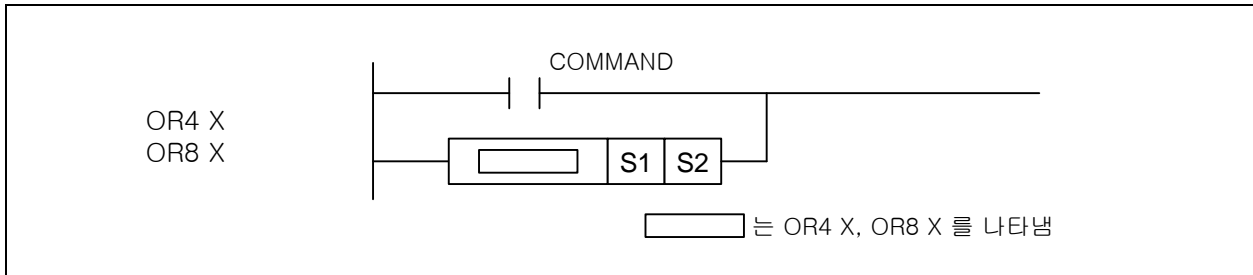 COMMAND
OR4 X
OR8 X
S1 S2
는 OR4 X, OR8 X 를 나타냄